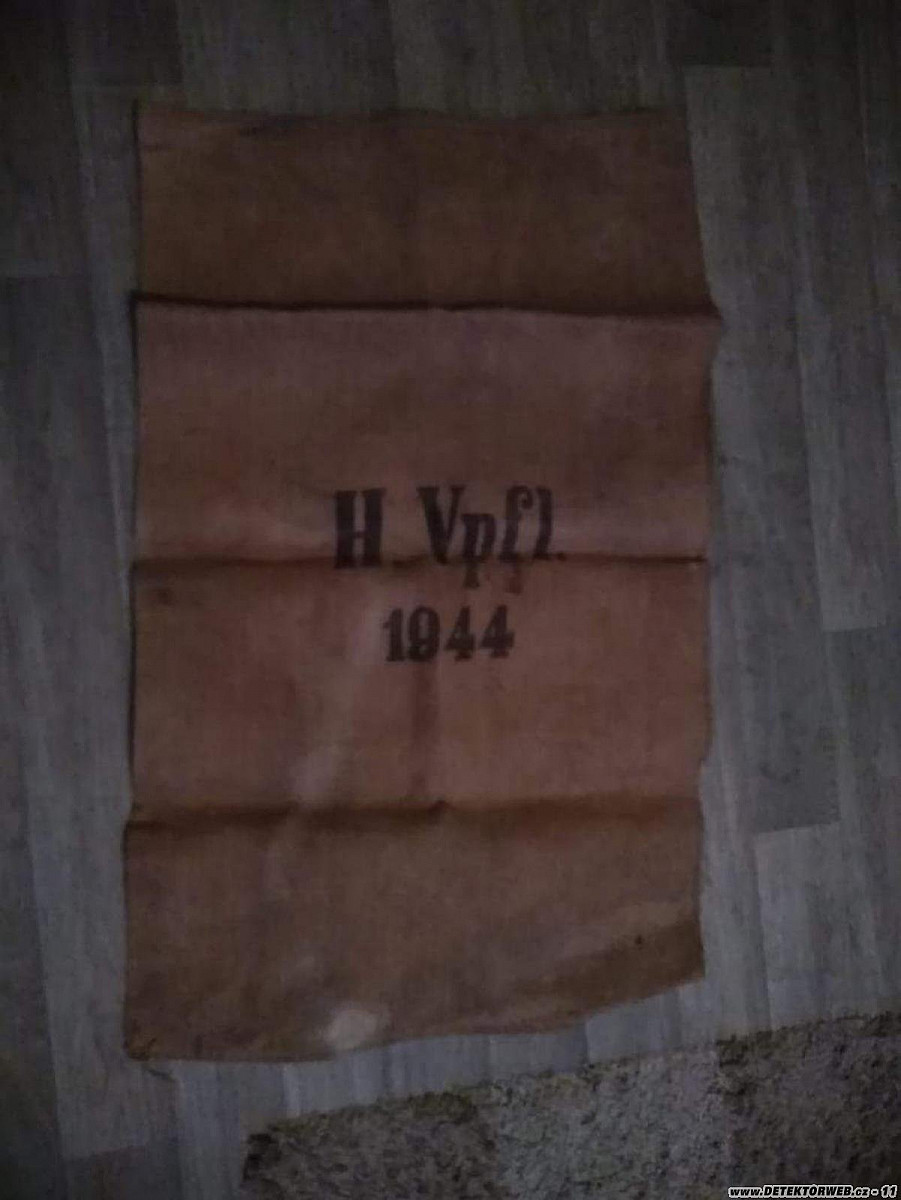 H. Vpfl.
1944
www.DETEKTORWEB.cz - 11